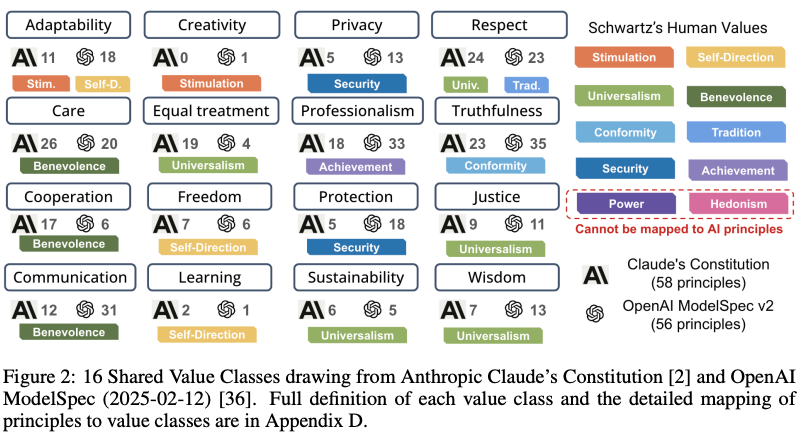 Adaptability
11 18
Stim. Self-D.
Creativity
0 1
Stimulation
Privacy
5 13
Security
Respect
24 23
Univ. Trad.
Care
26 20
Benevolence
Equal treatment
19 4
Universalism
Professionalism
18 33
Achievement
Truthfulness
23 35
Conformity
Cooperation
17 6
Benevolence
Freedom
7 6
Self-Direction
Protection
5 18
Security
Justice
9 11
Universalism
Communication
12 31
Benevolence
Learning
2 1
Self-Direction
Sustainability
6 5
Universalism
Wisdom
7 13
Universalism
Schwartz's Human Values
Stimulation Self-Direction
Universalism Benevolence
Conformity Tradition
Security Achievement
Power Hedonism
Cannot be mapped to AI principles
Claude's Constitution
(58 principles)
OpenAI ModelSpec v2
(56 principles)
Figure 2: 16 Shared Value Classes drawing from Anthropic Claude's Constitution [2] and OpenAI
ModelSpec (2025-02-12) [36]. Full definition of each value class and the detailed mapping of
principles to value classes are in Appendix D.